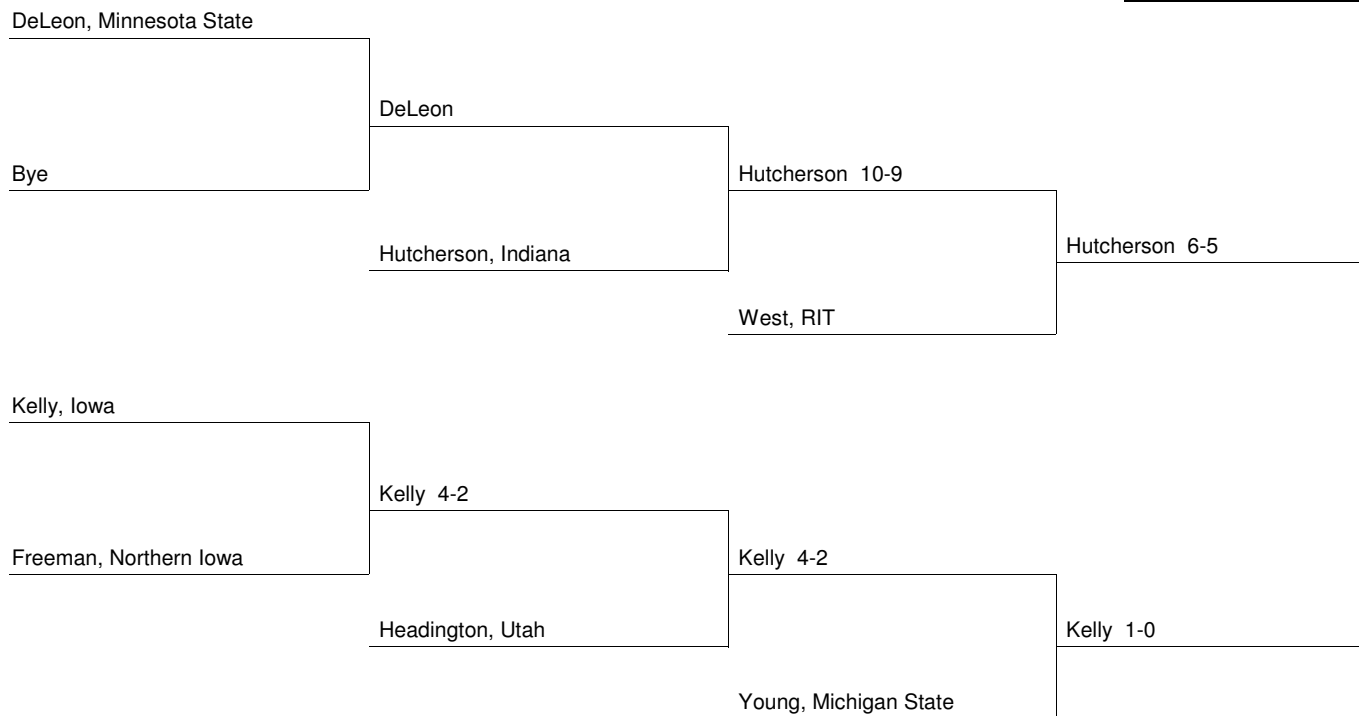 DeLeon, Minnesota State
DeLeon
Bye
Hutcherson 10-9
Hutcherson, Indiana
Hutcherson 6-5
West, RIT
Kelly, Iowa
Kelly 4-2
Freeman, Northern Iowa
Kelly 4-2
Headington, Utah
Kelly 1-0
Young, Michigan State